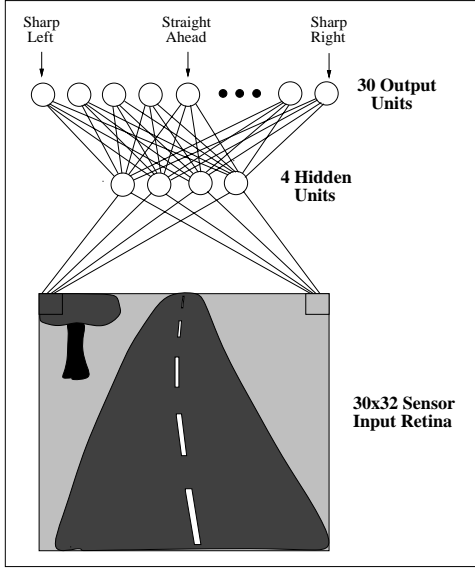 Sharp
Left
Straight
Ahead
Sharp
Right
30 Output
Units
4 Hidden
Units
30x32 Sensor
Input Retina